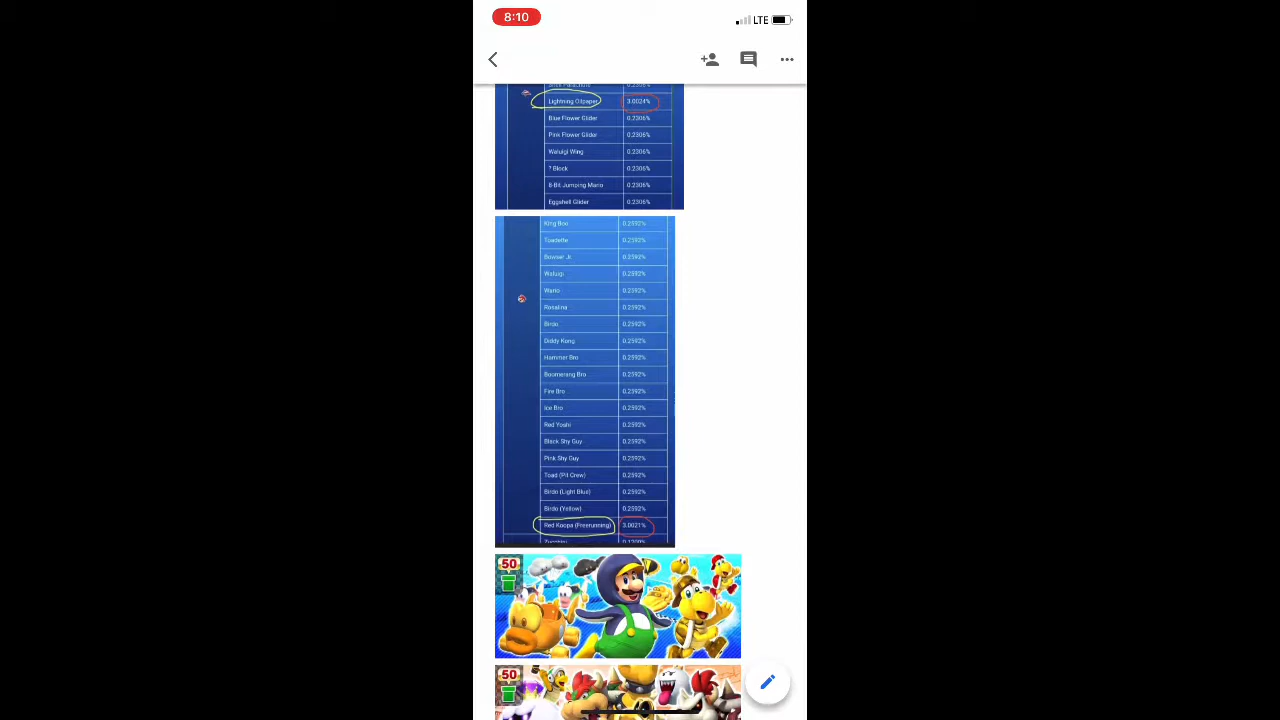 8:10
LTE
0.2306%
Lightning Oilpaper 3.0024%
Blue Flower Glider 0.2306%
Pink Flower Glider 0.2306%
Waluigi Wing 0.2306%
? Block 0.2306%
8-Bit Jumping Mario 0.2306%
Eggshell Glider 0.2306%
King Boo 0.2592%
Toadette 0.2592%
Bowser Jr. 0.2592%
Waluigi 0.2592%
Wario 0.2592%
Rosalina 0.2592%
Birdo 0.2592%
Diddy Kong 0.2592%
Hammer Bro 0.2592%
Boomerang Bro 0.2592%
Fire Bro 0.2592%
Ice Bro 0.2592%
Red Yoshi 0.2592%
Black Shy Guy 0.2592%
Pink Shy Guy 0.2592%
Toad (Pit Crew) 0.2592%
Birdo (Light Blue) 0.2592%
Birdo (Yellow) 0.2592%
Red Koopa (Freerunning) 3.0021%
50
50